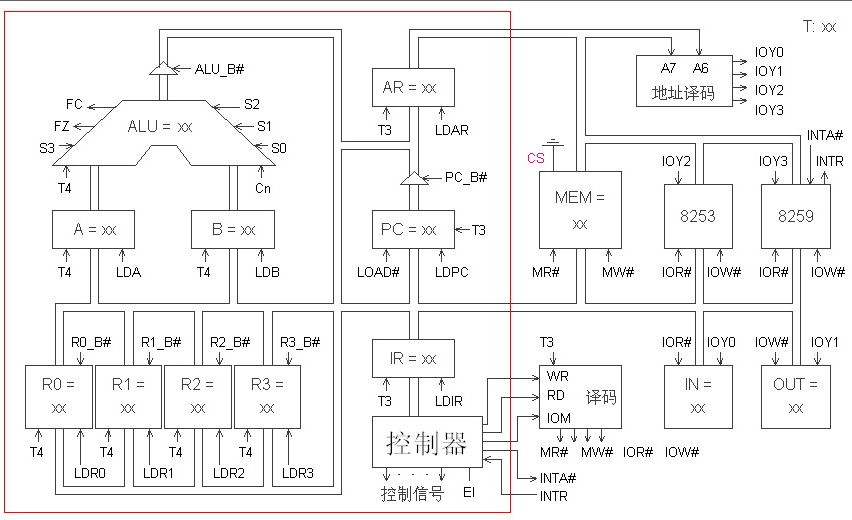 T: xx
ALU_B#
FC
FZ
S3
ALU = xx
S2
S1
S0
T4
Cn
AR = xx
T3
LDAR
A7
A6
地址译码
IOY0
IOY1
IOY2
IOY3
INTA#
INTR
CS
PC_B#
IOY2
IOY3
MEM =
xx
8253
8259
A = xx
B = xx
PC = xx
T3
T4
LDA
T4
LDB
LOAD#
LDPC
MR#
MW#
IOR#
IOW#
IOR#
IOW#
R0_B#
R1_B#
R2_B#
R3_B#
IR = xx
T3
LDIR
T3
IOR#
IOY0
IOW#
IOY1
R0 =
xx
R1 =
xx
R2 =
xx
R3 =
xx
WR
RD
IOM
译码
IN =
xx
OUT =
xx
T4
T4
T4
T4
LDR0
LDR1
LDR2
LDR3
控制器
· · ·
控制信号
EI
MR#
MW#
IOR#
IOW#
INTA#
INTR